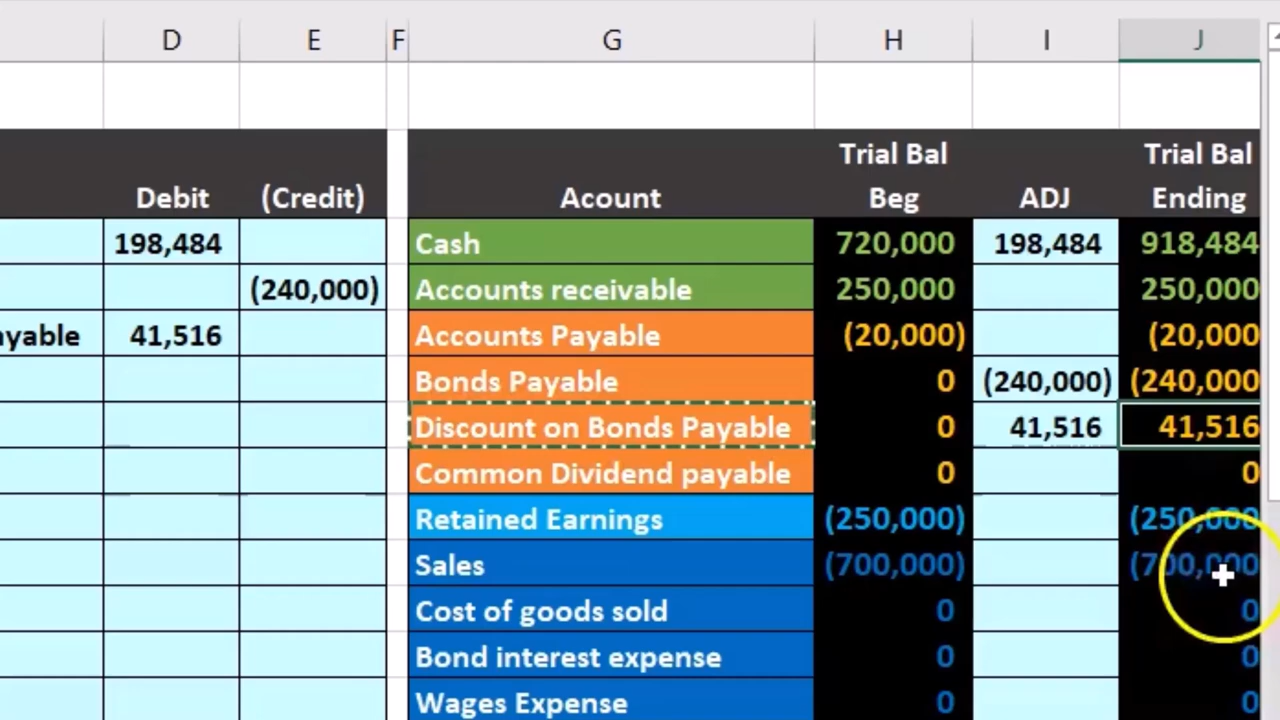 D E F G H I J
Trial Bal Trial Bal
Debit (Credit) Acount Beg ADJ Ending
198,484 Cash 720,000 198,484 918,484
(240,000) Accounts receivable 250,000 250,000
ayable 41,516 Accounts Payable (20,000) (20,000
Bonds Payable 0 (240,000) (240,000
Discount on Bonds Payable 0 41,516 41,516
Common Dividend payable 0 0
Retained Earnings (250,000) (250,000
Sales (700,000) (700,000
Cost of goods sold 0 0
Bond interest expense 0 0
Wages Expense 0 0